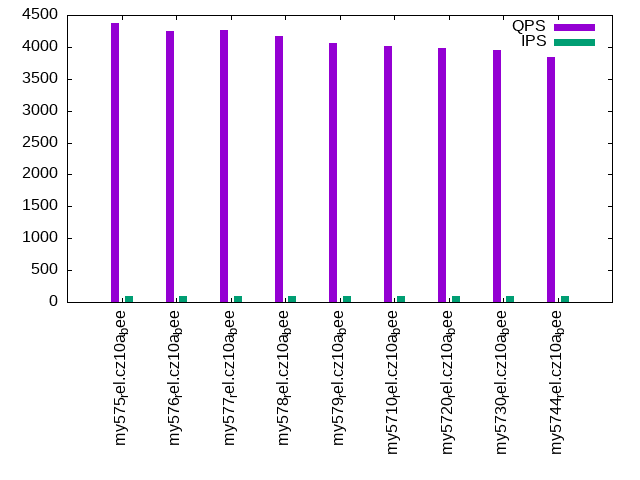 4500
4000
3500
3000
2500
2000
1500
1000
500
0
QPS
IPS
my575rel.cz10abee
my576rel.cz10abee
my577rel.cz10abee
my578rel.cz10abee
my579rel.cz10abee
my5710rel.cz10abee
my5720rel.cz10abee
my5730rel.cz10abee
my5744rel.cz10abee